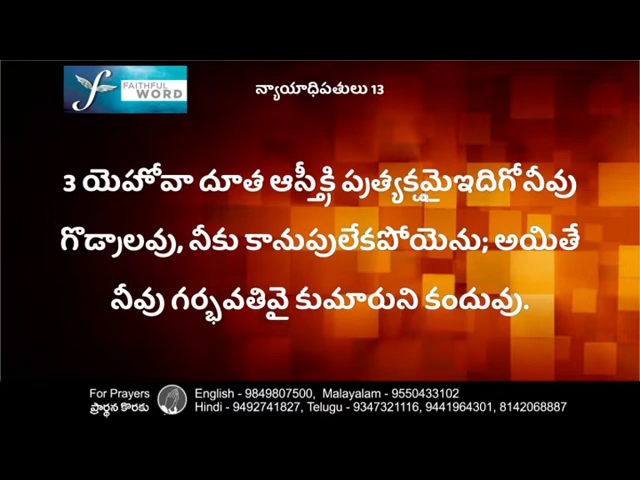 FAITHFUL
WORD
న్యాయాధిపతులు 13
3 యెహోవా దూత ఆస్త్రీకి ప్రత్యక్షమైఇదిగోనీవు
గొడ్రాలవు, నీకు కానుపులేకపోయెను; అయితే
నీవు గర్భవతివై కుమారుని కందువు.
For Prayers
ప్రార్థన కొరకు
English - 9849807500, Malayalam - 9550433102
Hindi - 9492741827, Telugu - 9347321116, 9441964301, 8142068887